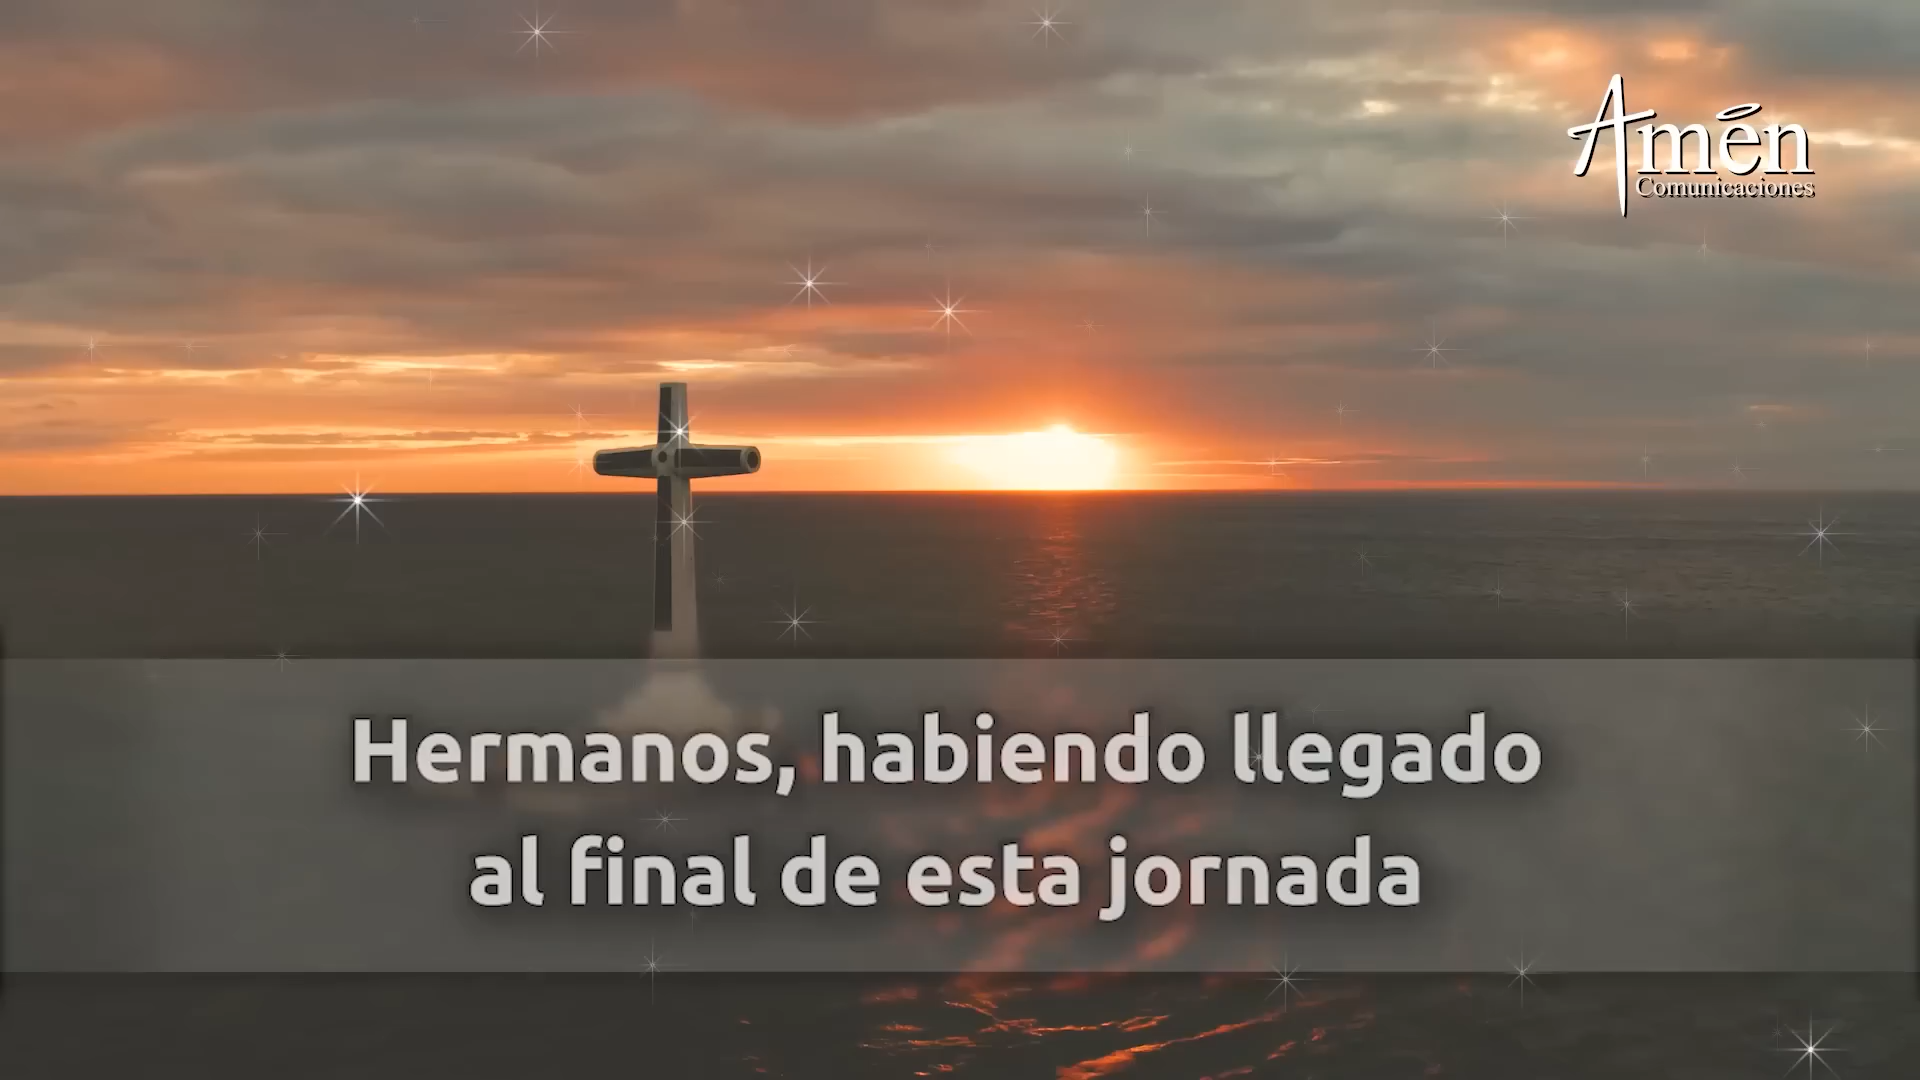 Amén
Comunicaciones
Hermanos, habiendo llegado
al final de esta jornada